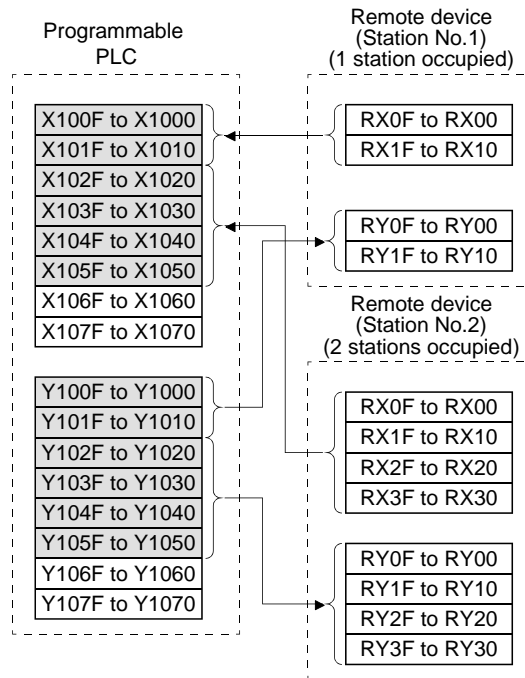 Programmable
PLC
X100F to X1000
X101F to X1010
X102F to X1020
X103F to X1030
X104F to X1040
X105F to X1050
X106F to X1060
X107F to X1070
Y100F to Y1000
Y101F to Y1010
Y102F to Y1020
Y103F to Y1030
Y104F to Y1040
Y105F to Y1050
Y106F to Y1060
Y107F to Y1070
Remote device
(Station No.1)
(1 station occupied)
RX0F to RX00
RX1F to RX10
RY0F to RY00
RY1F to RY10
Remote device
(Station No.2)
(2 stations occupied)
RX0F to RX00
RX1F to RX10
RX2F to RX20
RX3F to RX30
RY0F to RY00
RY1F to RY10
RY2F to RY20
RY3F to RY30